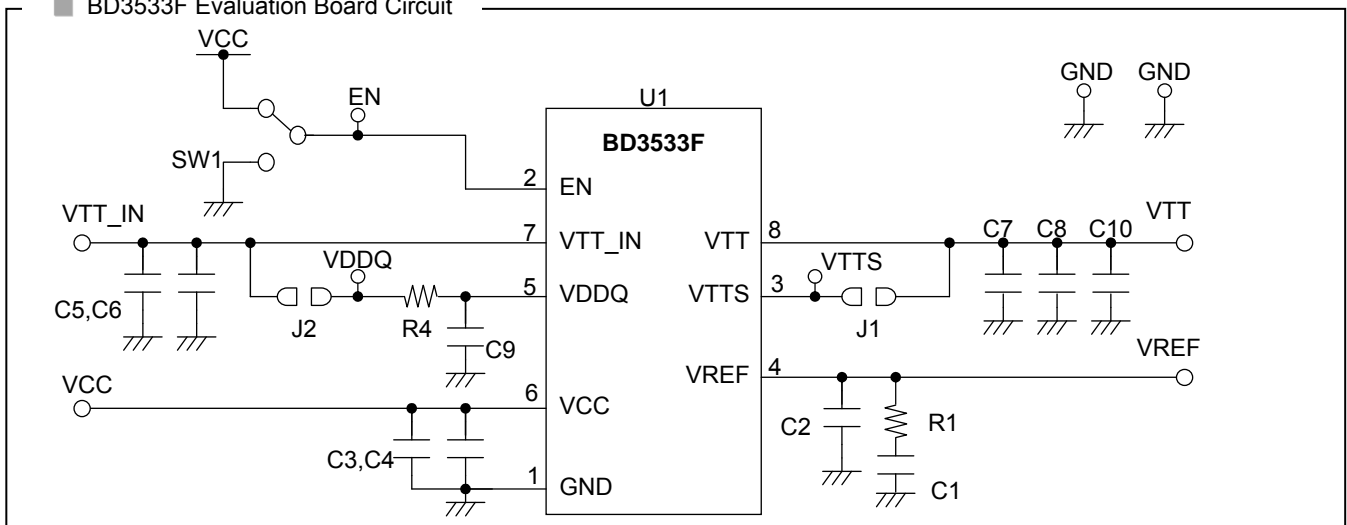 BD3533F Evaluation Board Circuit
VCC
EN
SW1
U1
BD3533F
GND GND
2 EN
VTT_IN
7 VTT_IN
VTT 8
C7 C8 C10
VTT
VDDQ
5 VDDQ
VTTS 3
VTTS
C5,C6
J2
R4
C9
J1
VREF 4
VREF
VCC
6 VCC
C2
R1
C3,C4
1 GND
C1